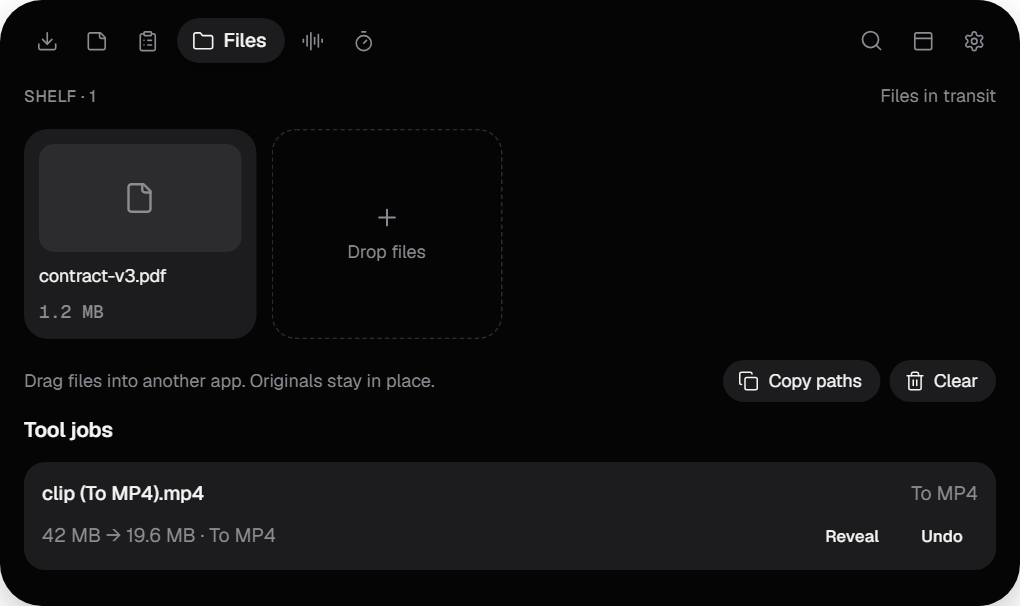 Files
SHELF · 1
Files in transit
Drop files
contract-v3.pdf
1.2 MB
Drag files into another app. Originals stay in place.
Copy paths
Clear
Tool jobs
clip (To MP4).mp4
To MP4
42 MB → 19.6 MB · To MP4
Reveal
Undo